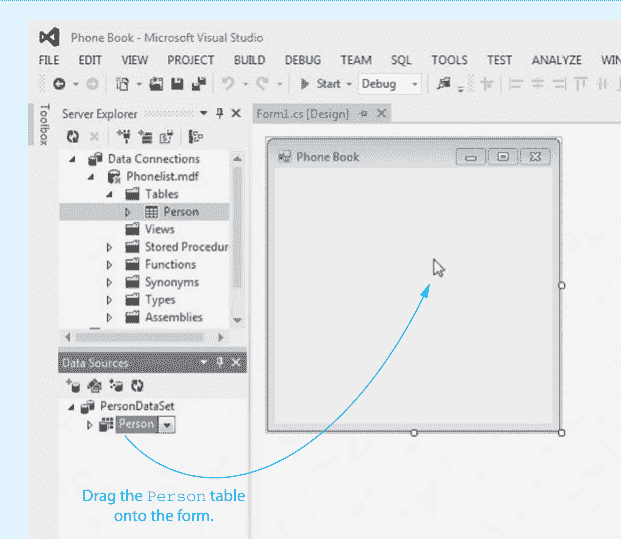 Phone Book - Microsoft Visual Studio
FILE EDIT VIEW PROJECT BUILD DEBUG TEAM SQL TOOLS TEST ANALYZE WIN
Start Debug
Toolbox
Server Explorer
Form1.cs [Design]
Data Connections
Phonelist.mdf
Tables
Person
Views
Stored Procedur
Functions
Synonyms
Types
Assemblies
Phone Book
Data Sources
PersonDataSet
Person
Drag the Person table
onto the form.